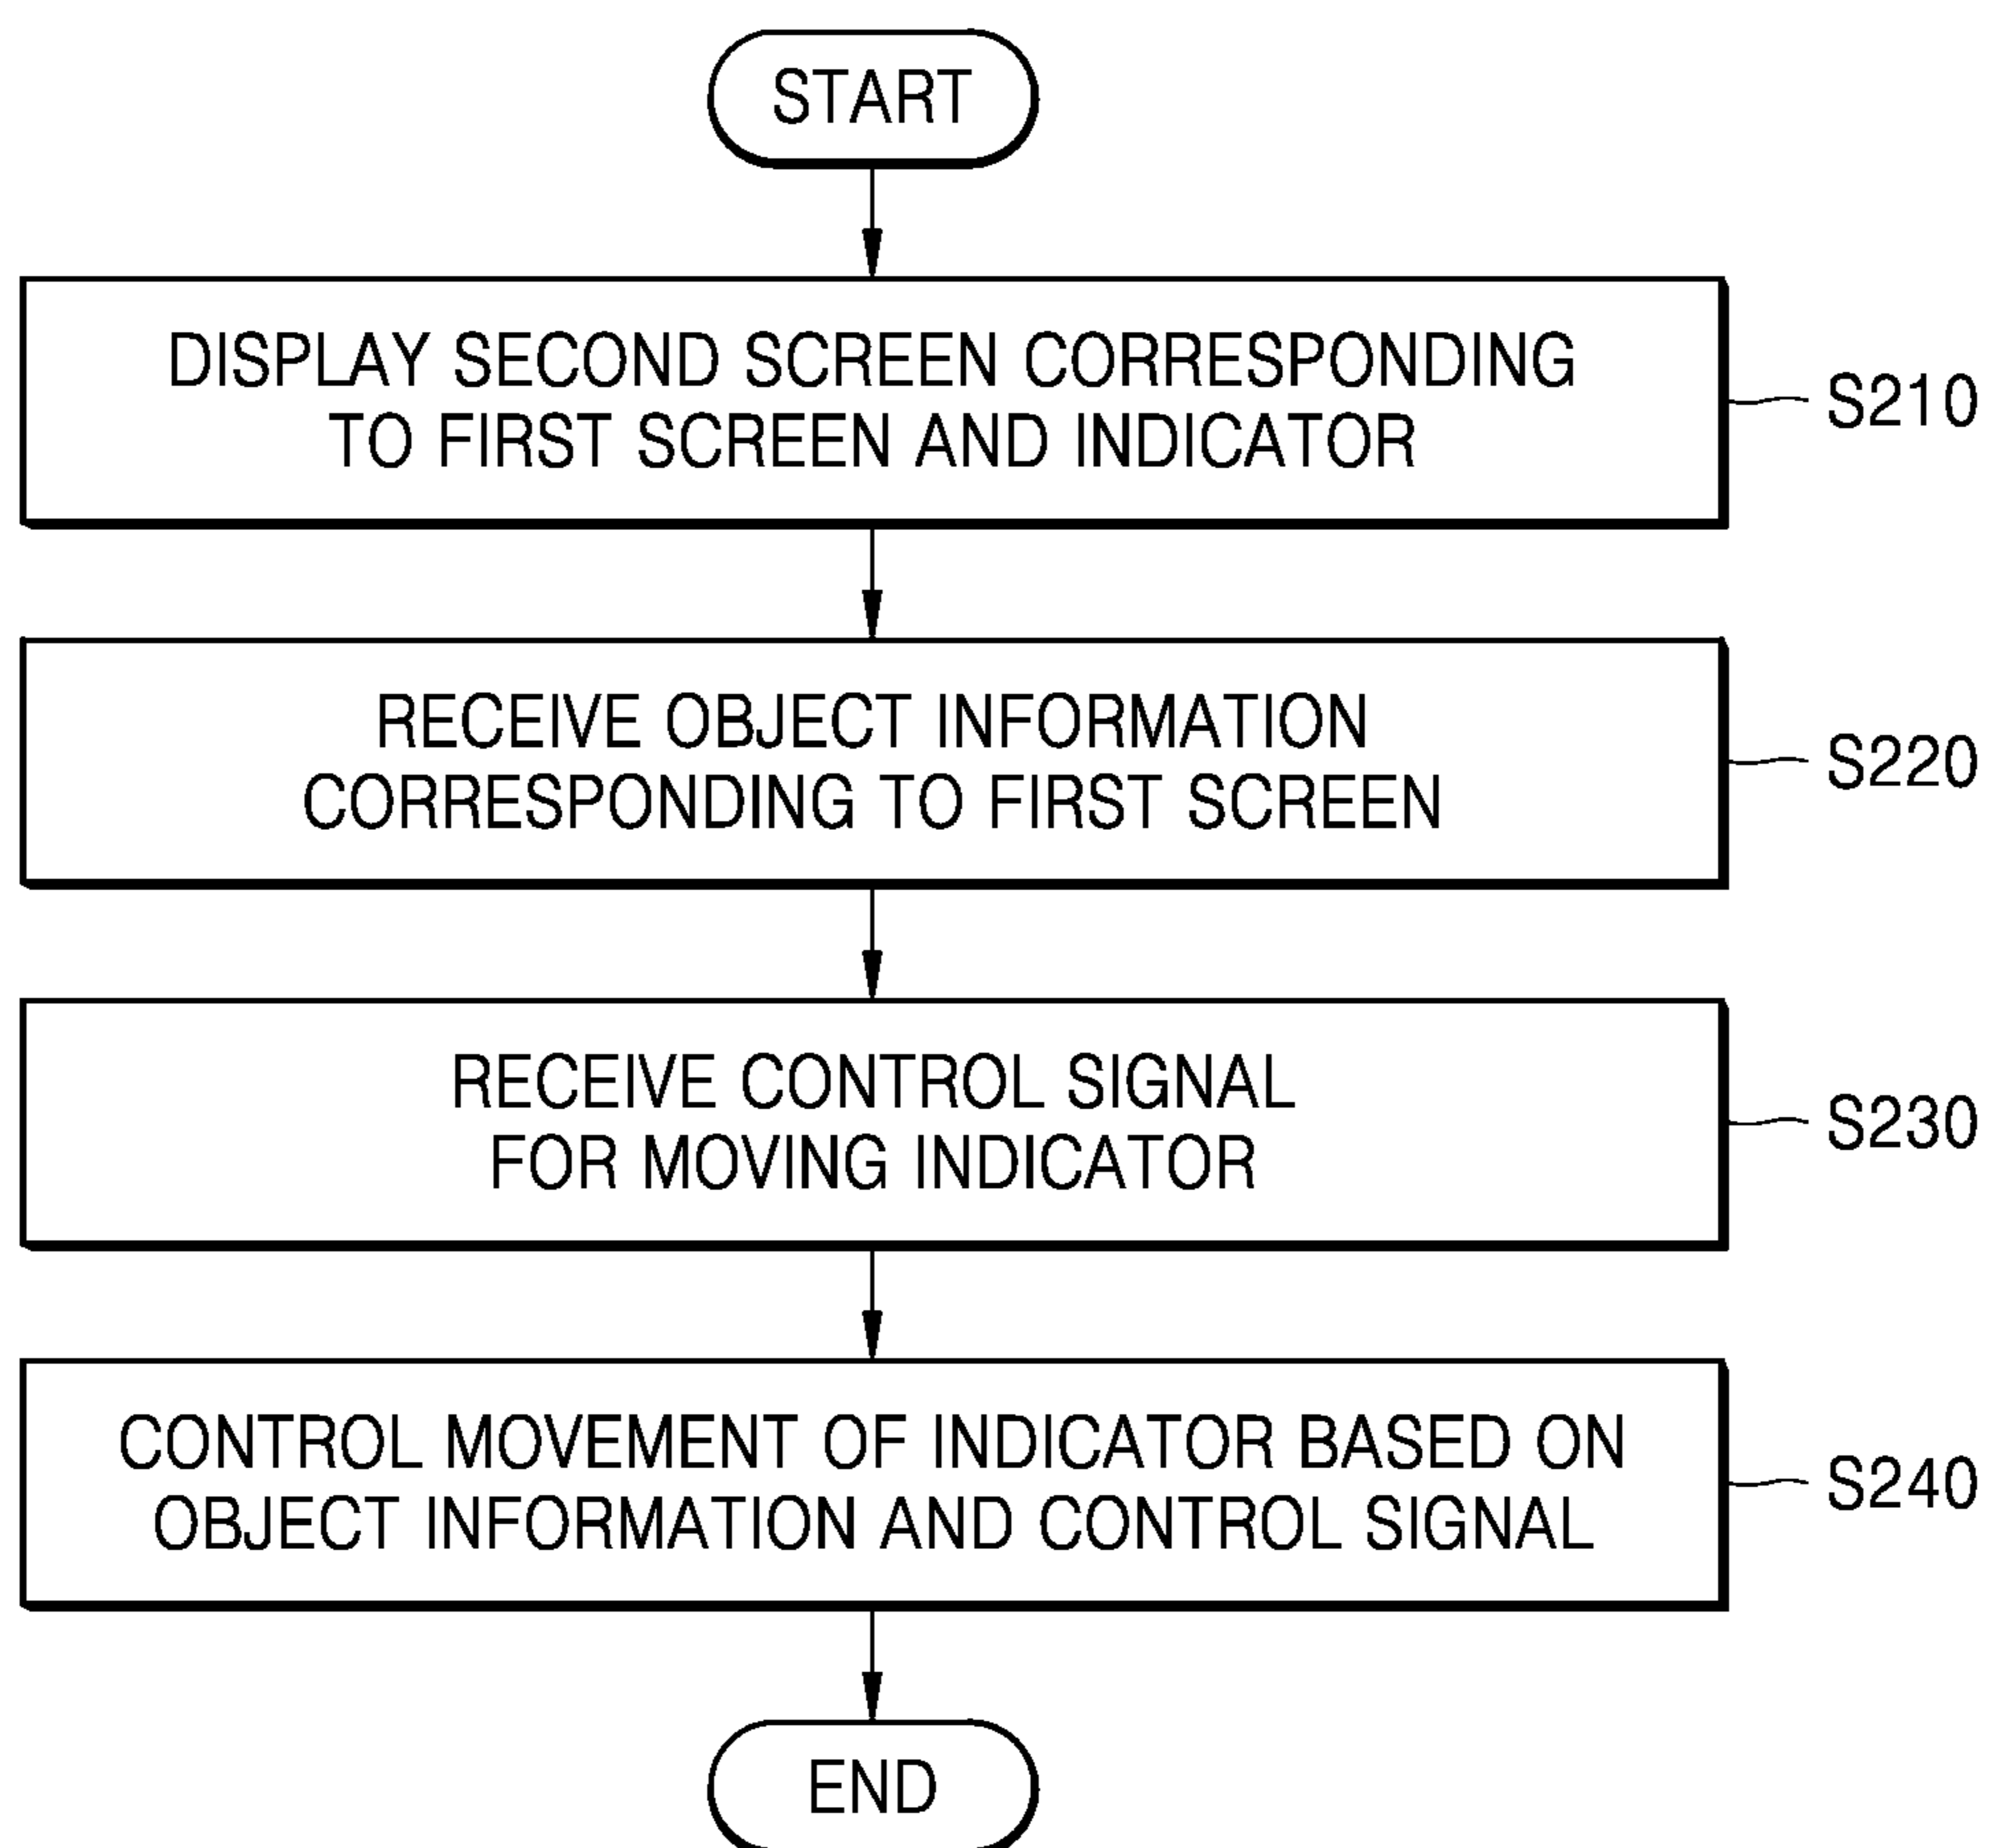 START
DISPLAY SECOND SCREEN CORRESPONDING
TO FIRST SCREEN AND INDICATOR
S210
RECEIVE OBJECT INFORMATION
CORRESPONDING TO FIRST SCREEN
S220
RECEIVE CONTROL SIGNAL
FOR MOVING INDICATOR
S230
CONTROL MOVEMENT OF INDICATOR BASED ON
OBJECT INFORMATION AND CONTROL SIGNAL
S240
END